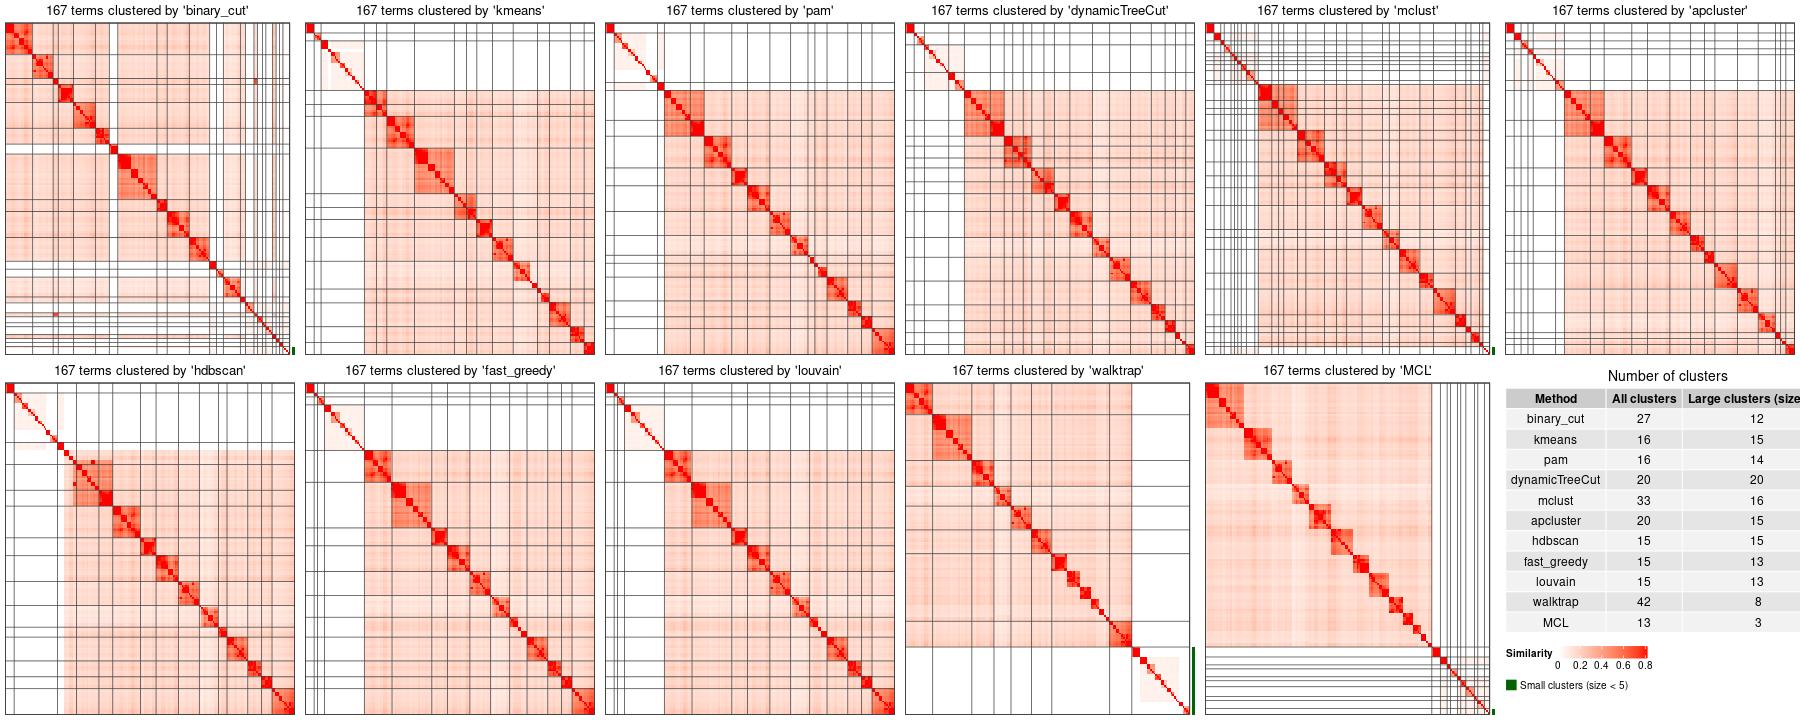 167 terms clustered by 'binary_cut'
167 terms clustered by 'kmeans'
167 terms clustered by 'pam'
167 terms clustered by 'dynamicTreeCut'
167 terms clustered by 'mclust'
167 terms clustered by 'apcluster'
167 terms clustered by 'hdbscan'
167 terms clustered by 'fast_greedy'
167 terms clustered by 'louvain'
167 terms clustered by 'walktrap'
167 terms clustered by 'MCL'
Number of clusters
Method All clusters Large clusters (size
binary_cut 27 12
kmeans 16 15
pam 16 14
dynamicTreeCut 20 20
mclust 33 16
apcluster 20 15
hdbscan 15 15
fast_greedy 15 13
louvain 15 13
walktrap 42 8
MCL 13 3
Similarity
0 0.2 0.4 0.6 0.8
Small clusters (size < 5)